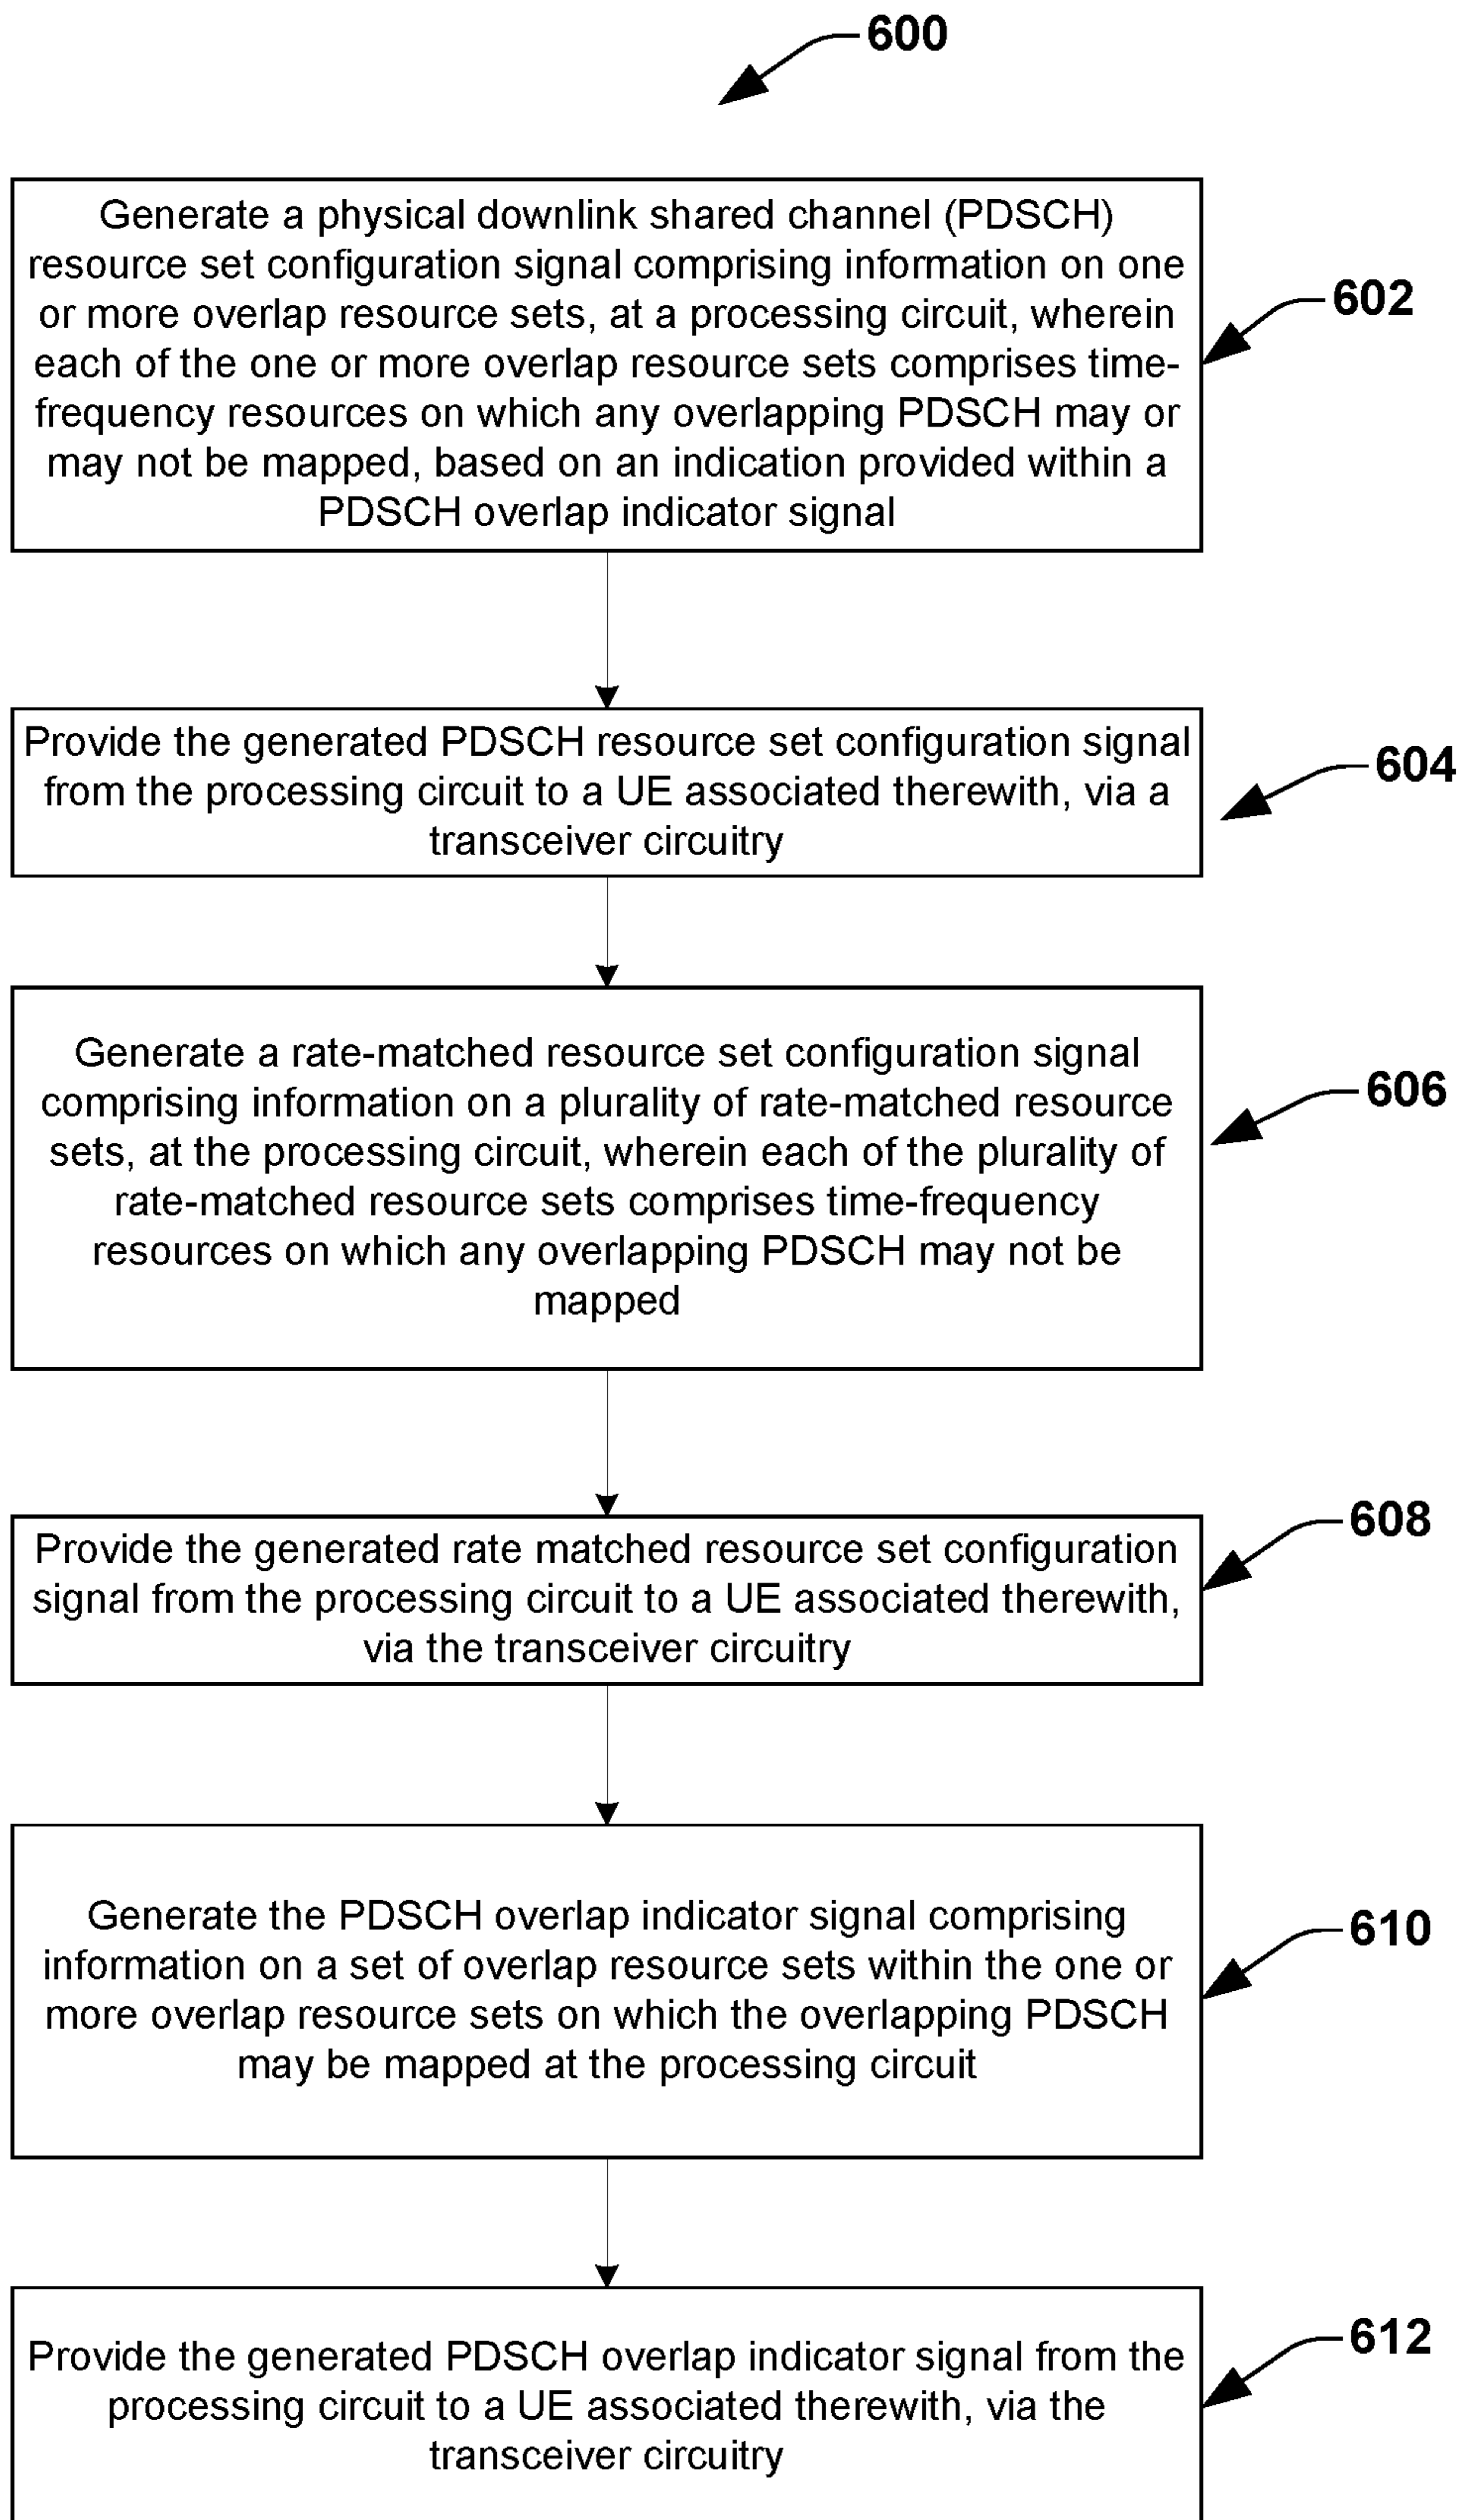 600
Generate a physical downlink shared channel (PDSCH)
resource set configuration signal comprising information on one
or more overlap resource sets, at a processing circuit, wherein
each of the one or more overlap resource sets comprises time-
frequency resources on which any overlapping PDSCH may or
may not be mapped, based on an indication provided within a
PDSCH overlap indicator signal
602
Provide the generated PDSCH resource set configuration signal
from the processing circuit to a UE associated therewith, via a
transceiver circuitry
604
Generate a rate-matched resource set configuration signal
comprising information on a plurality of rate-matched resource
sets, at the processing circuit, wherein each of the plurality of
rate-matched resource sets comprises time-frequency
resources on which any overlapping PDSCH may not be
mapped
606
Provide the generated rate matched resource set configuration
signal from the processing circuit to a UE associated therewith,
via the transceiver circuitry
608
Generate the PDSCH overlap indicator signal comprising
information on a set of overlap resource sets within the one or
more overlap resource sets on which the overlapping PDSCH
may be mapped at the processing circuit
610
Provide the generated PDSCH overlap indicator signal from the
processing circuit to a UE associated therewith, via the
transceiver circuitry
612